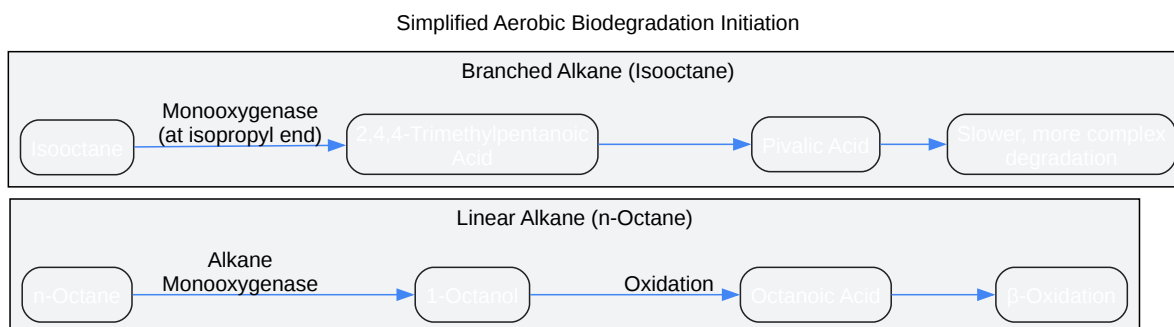 Simplified Aerobic Biodegradation Initiation
Branched Alkane (Isooctane)
Isooctane
Monooxygenase
(at isopropyl end)
2,4,4-Trimethylpentanoic
Acid
Pivalic Acid
Slower, more complex
degradation
Linear Alkane (n-Octane)
n-Octane
Alkane
Monooxygenase
1-Octanol
Oxidation
Octanoic Acid
β-Oxidation